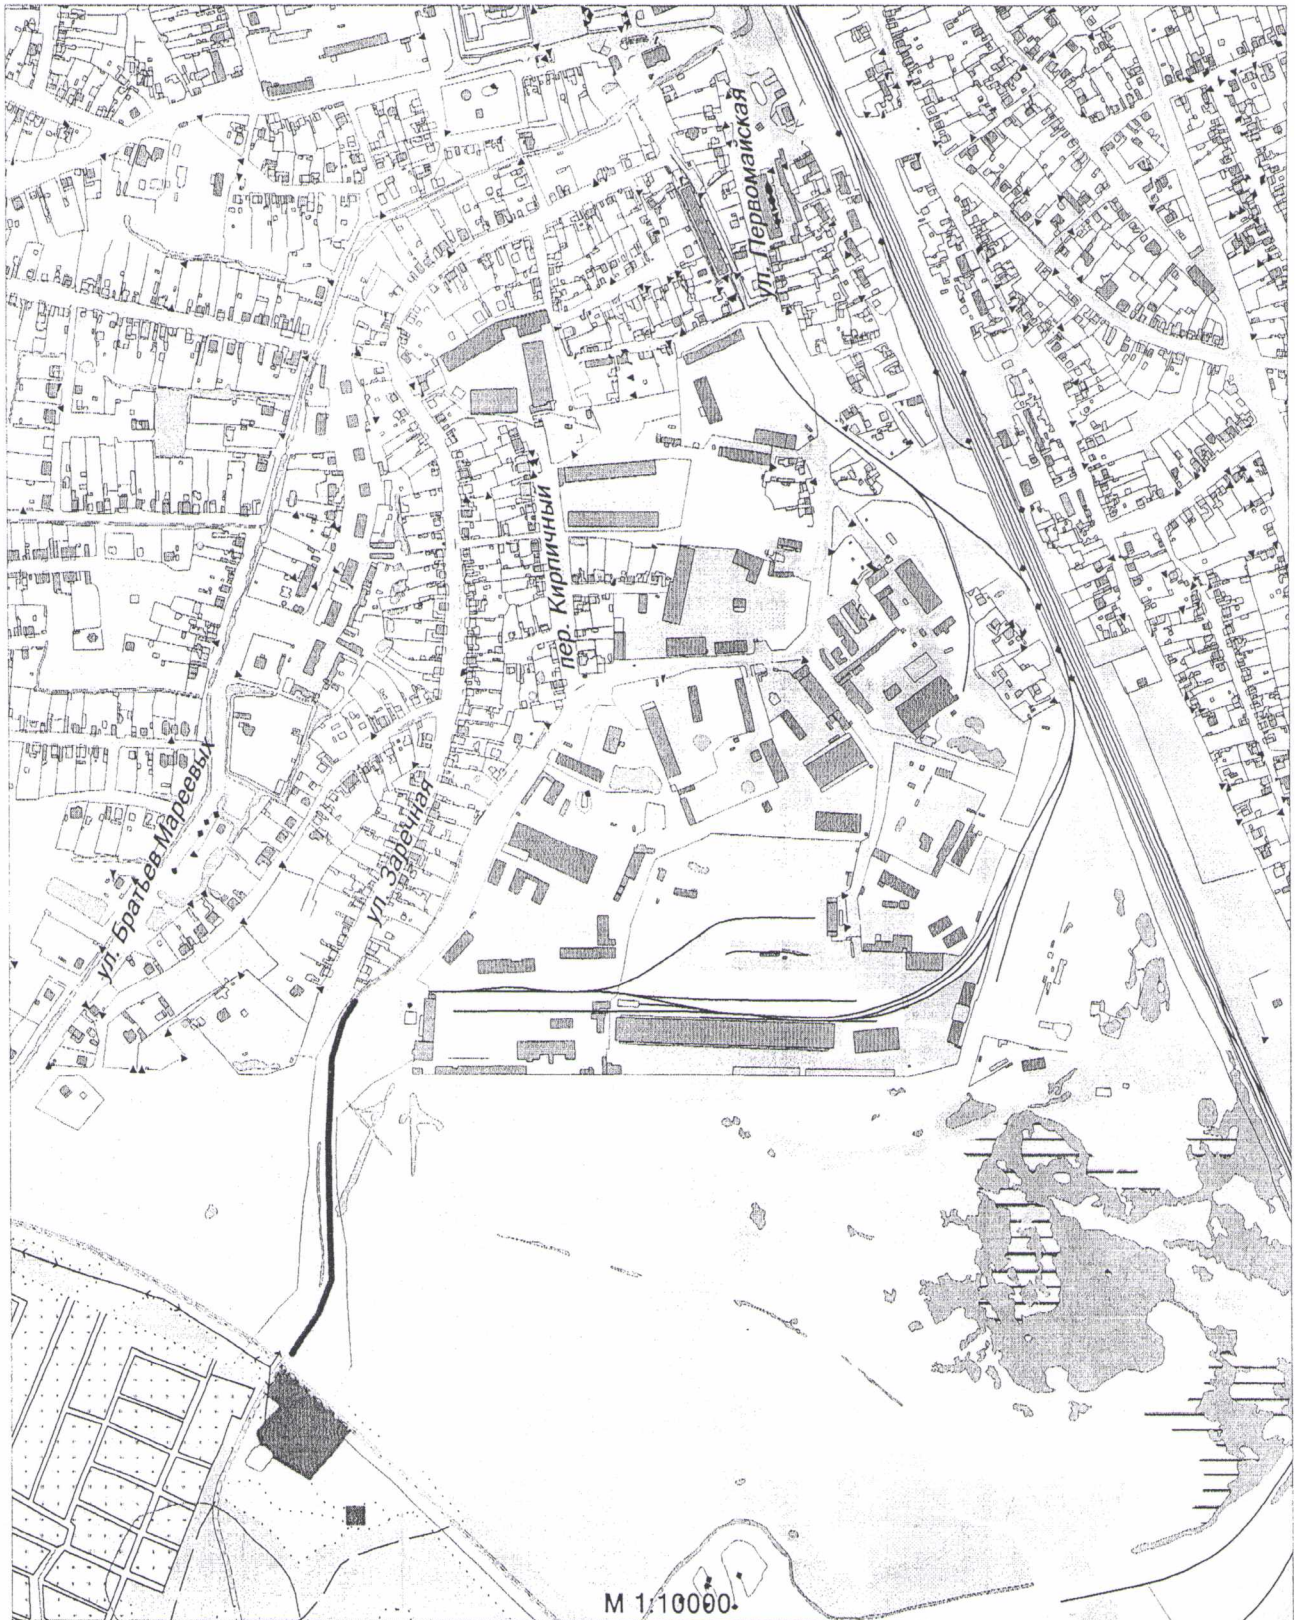 ул. Первомайская
пер. Кирпичный
ул. Заречная
ул. Братьев Мареевых
М 1:10000